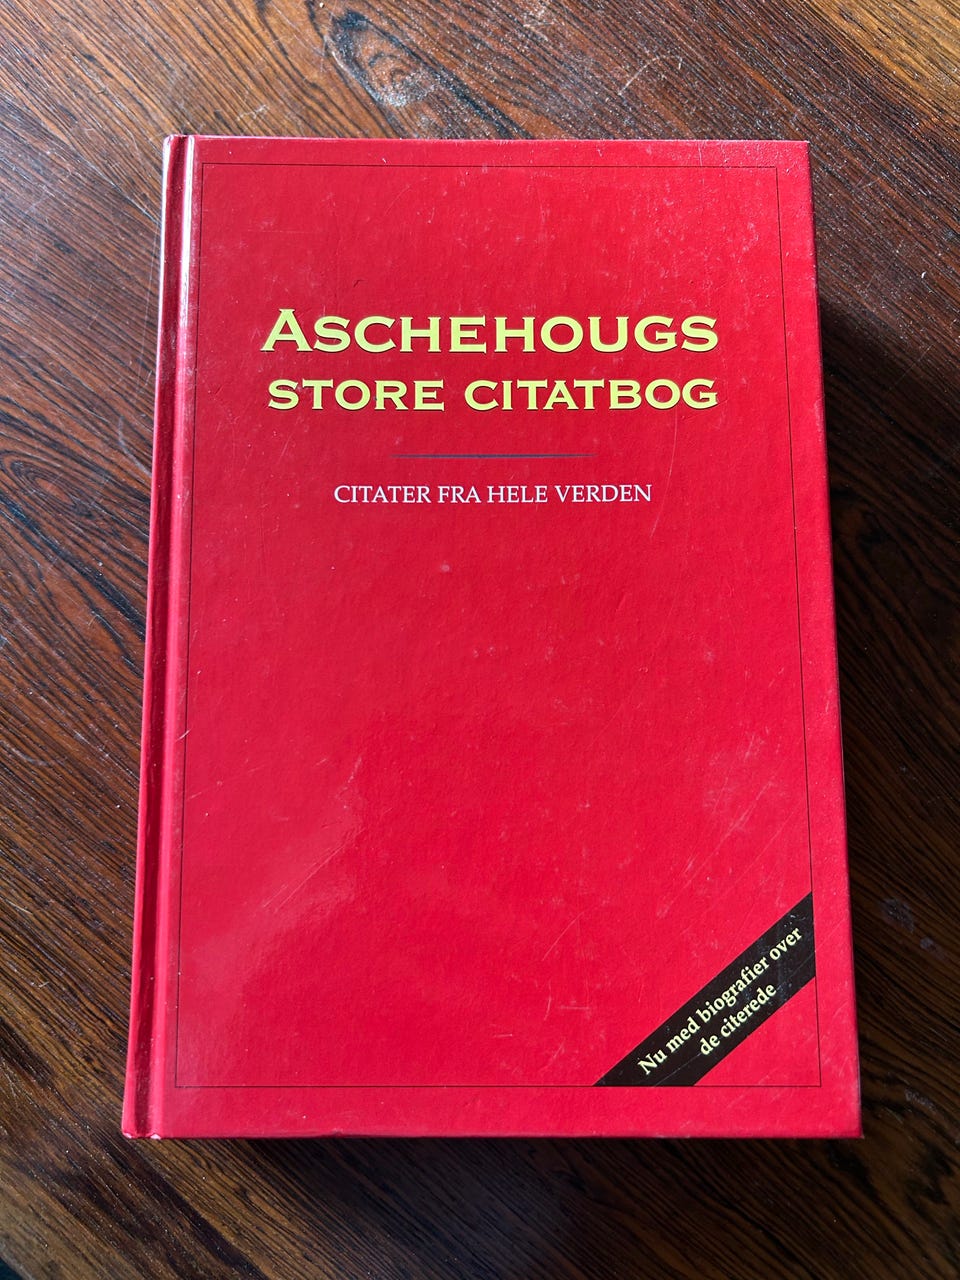 ASCHEHOUGS
STORE CITATBOG
CITATER FRA HELE VERDEN
Nu med biografier over
de citerede